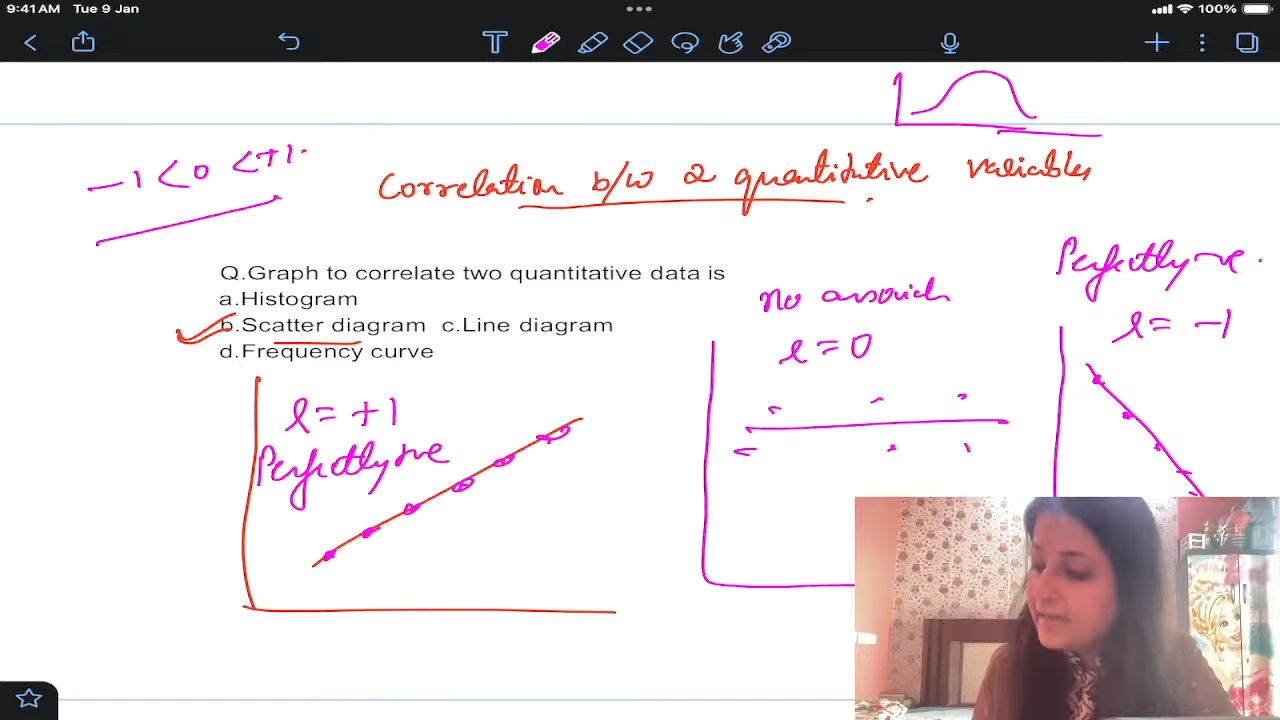 9:41 AM Tue 9 Jan
100%
T
-1 < 0 < +1.
Correlation b/w 2 quantitative variables
Q.Graph to correlate two quantitative data is
a.Histogram
b.Scatter diagram c.Line diagram
d.Frequency curve
r = +1
Perfectly +ve
no
r = 0
Perfectly -ve.
r = -1